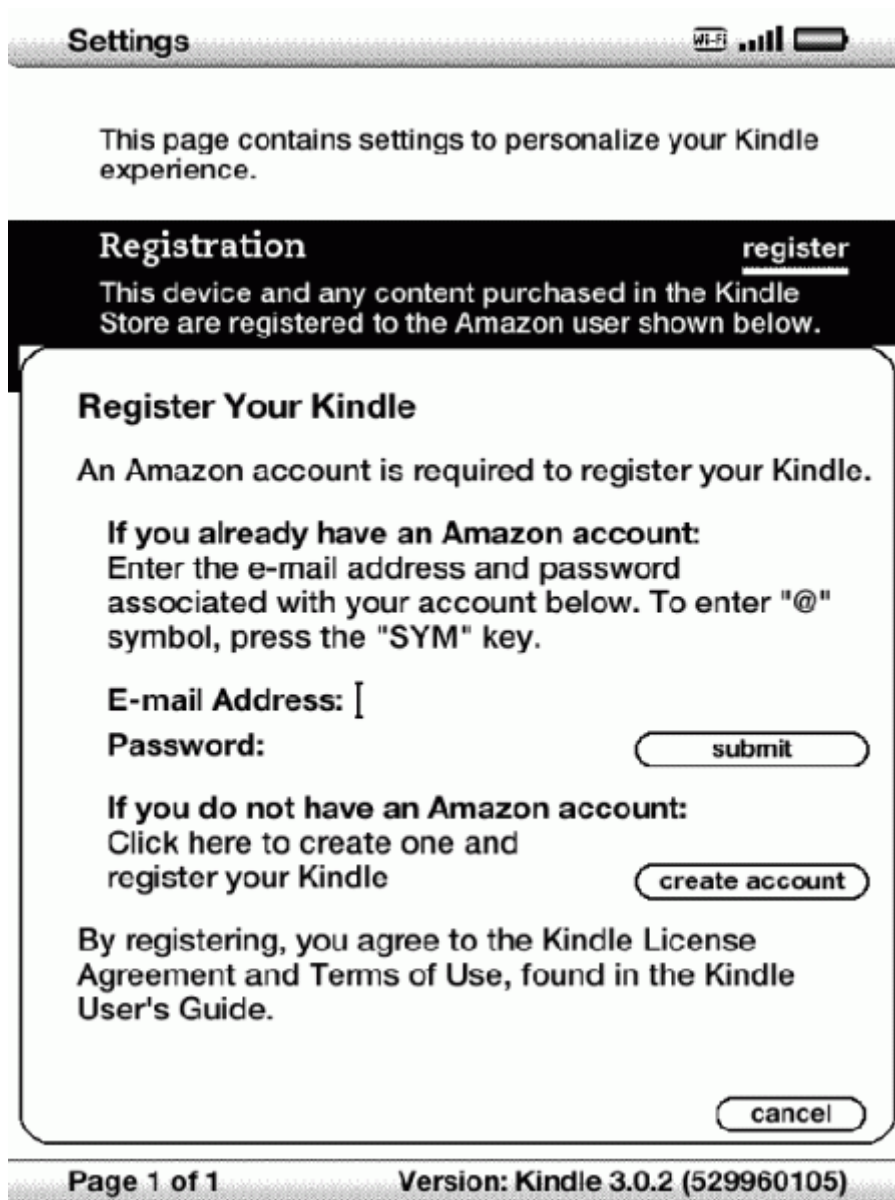 Settings Wi-Fi
This page contains settings to personalize your Kindle
experience.
Registration register
This device and any content purchased in the Kindle
Store are registered to the Amazon user shown below.
Register Your Kindle
An Amazon account is required to register your Kindle.
If you already have an Amazon account:
Enter the e-mail address and password
associated with your account below. To enter "@"
symbol, press the "SYM" key.
E-mail Address:
Password: submit
If you do not have an Amazon account:
Click here to create one and
register your Kindle create account
By registering, you agree to the Kindle License
Agreement and Terms of Use, found in the Kindle
User's Guide.
cancel
Page 1 of 1 Version: Kindle 3.0.2 (529960105)